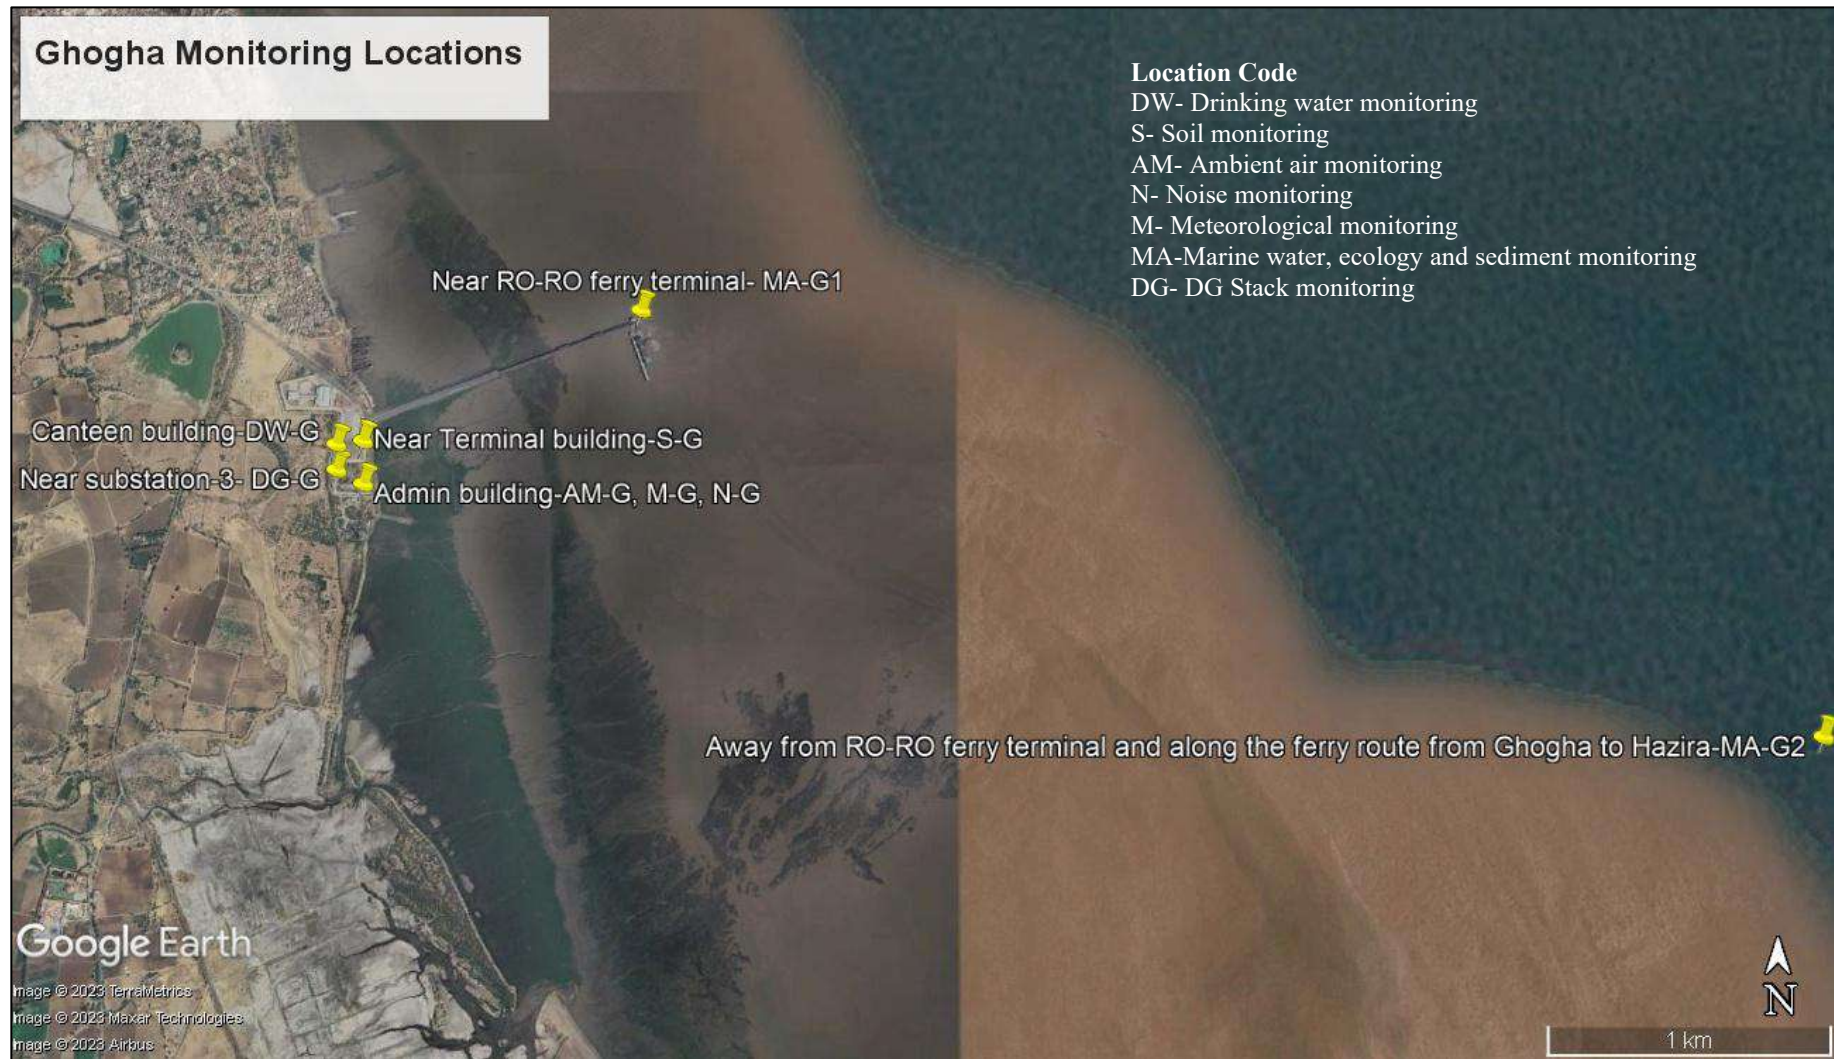 Ghogha Monitoring Locations
Location Code
DW- Drinking water monitoring
S- Soil monitoring
AM- Ambient air monitoring
N- Noise monitoring
M- Meteorological monitoring
MA-Marine water, ecology and sediment monitoring
DG- DG Stack monitoring
Near RO-RO ferry terminal- MA-G1
Canteen building-DW-G
Near Terminal building-S-G
Near substation-3- DG-G
Admin building-AM-G, M-G, N-G
Away from RO-RO ferry terminal and along the ferry route from Ghogha to Hazira-MA-G2
Google Earth
Image © 2023 TerraMetrics
Image © 2023 Maxar Technologies
Image © 2023 Airbus
N
1 km